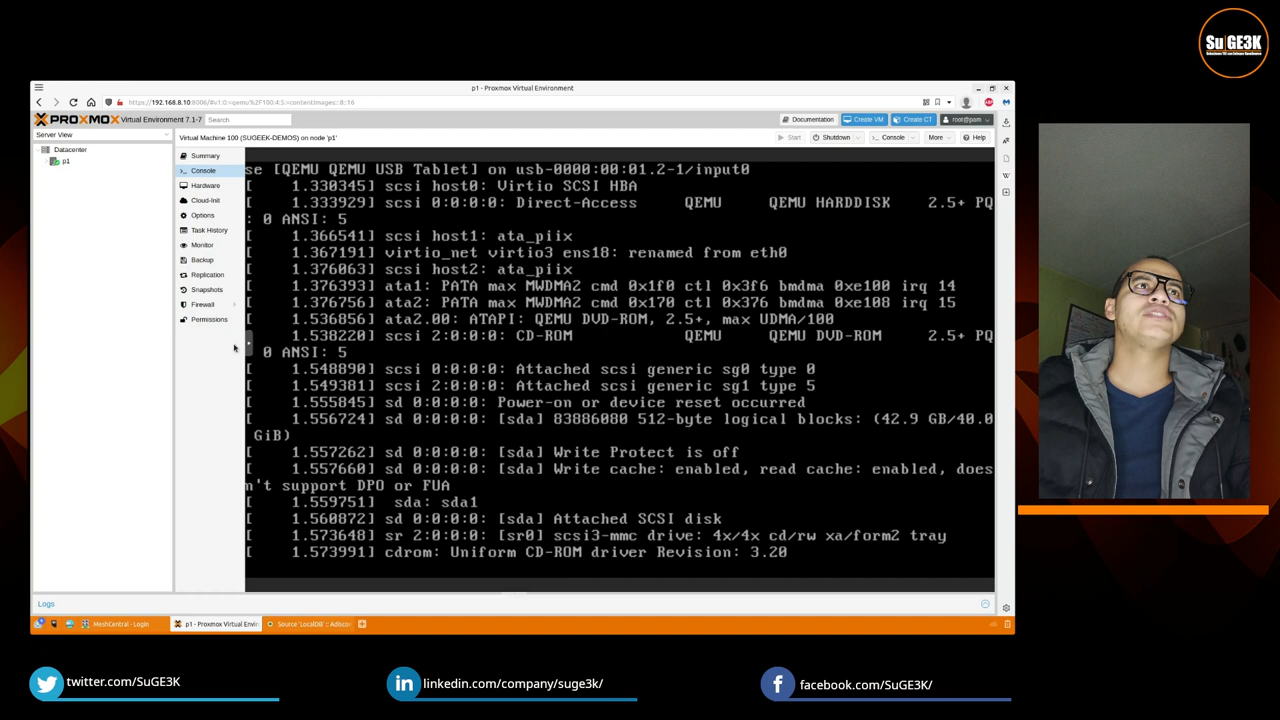 Su GE3K
p1 - Proxmox Virtual Environment
https://192.168.8.10:8006/#v1:0:=qemu%2F100:4:5:=contentImages::8::16
PROXMOX Virtual Environment 7.1-7
Search
Documentation
Create VM
Create CT
root@pam
Server View
Virtual Machine 100 (SUGEEK-DEMOS) on node 'p1'
Start
Shutdown
Console
More
Help
Datacenter
p1
Summary
Console
Hardware
Cloud-Init
Options
Task History
Monitor
Backup
Replication
Snapshots
Firewall
Permissions
se [QEMU QEMU USB Tablet] on usb-0000:00:01.2-1/input0
[    1.330345] scsi host0: Virtio SCSI HBA
[    1.333929] scsi 0:0:0:0: Direct-Access     QEMU     QEMU HARDDISK    2.5+ PQ
: 0 ANSI: 5
[    1.366541] scsi host1: ata_piix
[    1.367191] virtio_net virtio3 ens18: renamed from eth0
[    1.376063] scsi host2: ata_piix
[    1.376393] ata1: PATA max MWDMA2 cmd 0x1f0 ctl 0x3f6 bmdma 0xe100 irq 14
[    1.376756] ata2: PATA max MWDMA2 cmd 0x170 ctl 0x376 bmdma 0xe108 irq 15
[    1.536856] ata2.00: ATAPI: QEMU DVD-ROM, 2.5+, max UDMA/100
[    1.538220] scsi 2:0:0:0: CD-ROM            QEMU     QEMU DVD-ROM     2.5+ PQ
0 ANSI: 5
[    1.548890] scsi 0:0:0:0: Attached scsi generic sg0 type 0
[    1.549381] scsi 2:0:0:0: Attached scsi generic sg1 type 5
[    1.555845] sd 0:0:0:0: Power-on or device reset occurred
[    1.556724] sd 0:0:0:0: [sda] 83886080 512-byte logical blocks: (42.9 GB/40.0
GiB)
[    1.557262] sd 0:0:0:0: [sda] Write Protect is off
[    1.557660] sd 0:0:0:0: [sda] Write cache: enabled, read cache: enabled, does
n't support DPO or FUA
[    1.559751]  sda: sda1
[    1.560872] sd 0:0:0:0: [sda] Attached SCSI disk
[    1.573648] sr 2:0:0:0: [sr0] scsi3-mmc drive: 4x/4x cd/rw xa/form2 tray
[    1.573991] cdrom: Uniform CD-ROM driver Revision: 3.20
Logs
MeshCentral - Login
p1 - Proxmox Virtual Envir
Source 'LocalDB' :: Adisco
twitter.com/SuGE3K
linkedin.com/company/suge3k/
facebook.com/SuGE3K/